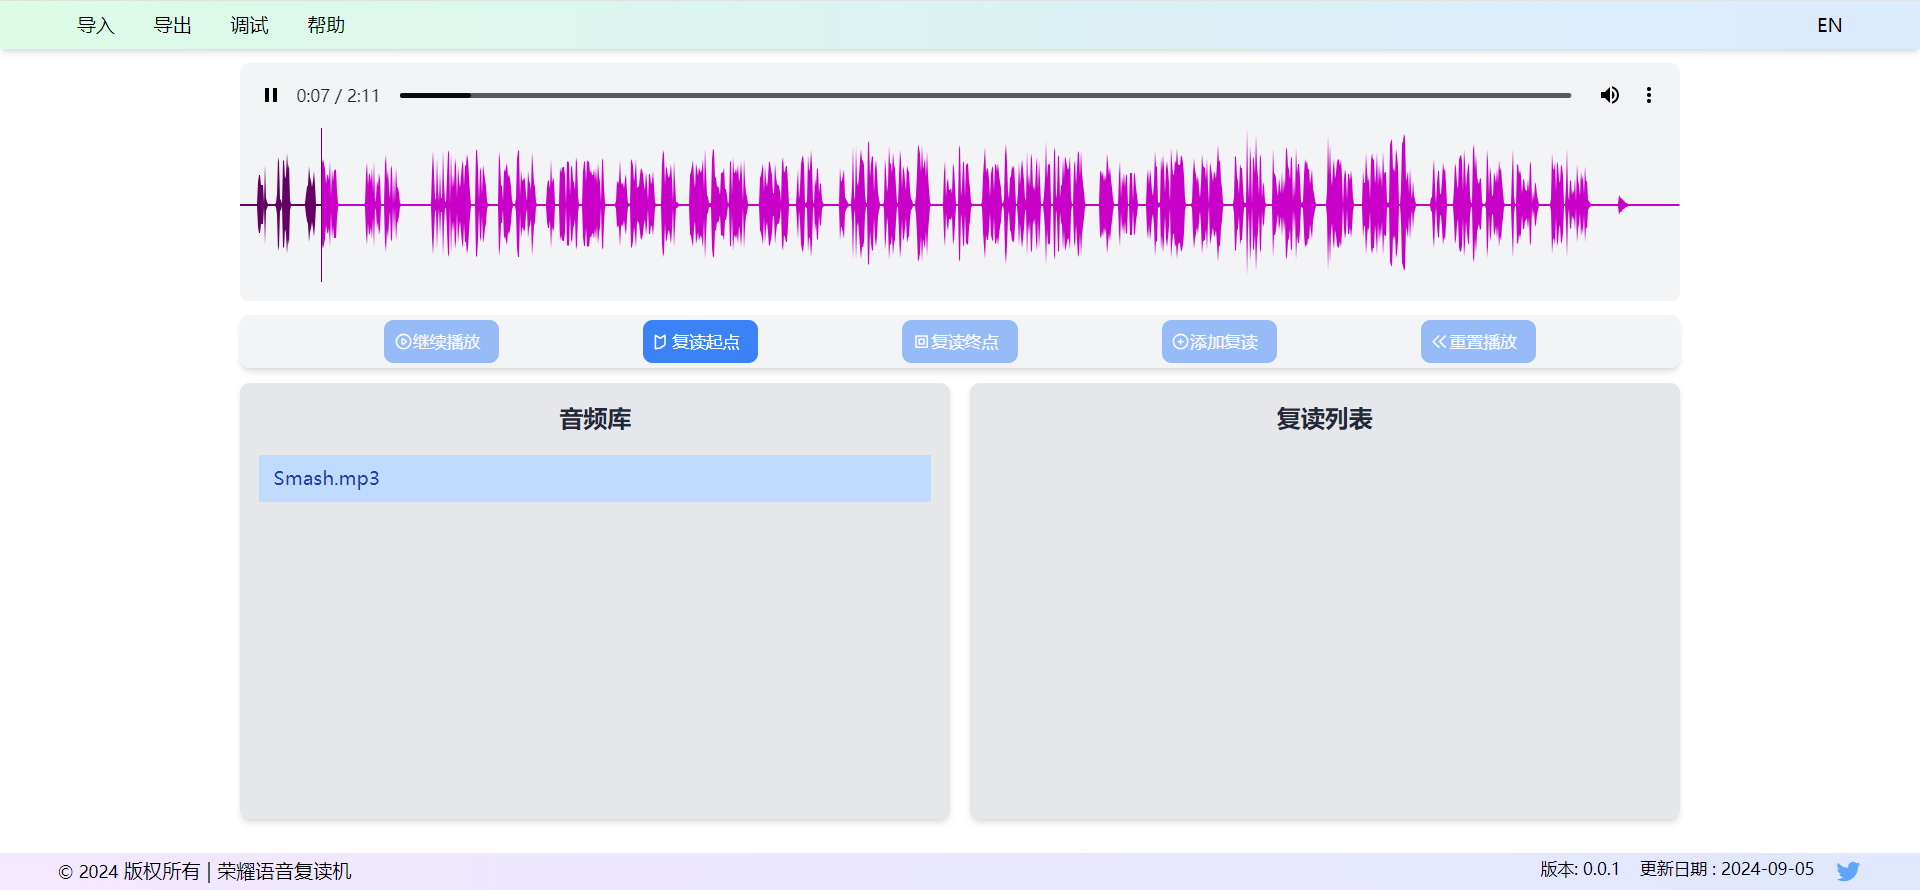 导入 导出 调试 帮助 EN
0:07 / 2:11
继续播放 复读起点 复读终点 添加复读 重置播放
音频库
Smash.mp3
复读列表
© 2024 版权所有 | 荣耀语音复读机
版本: 0.0.1 更新日期 : 2024-09-05